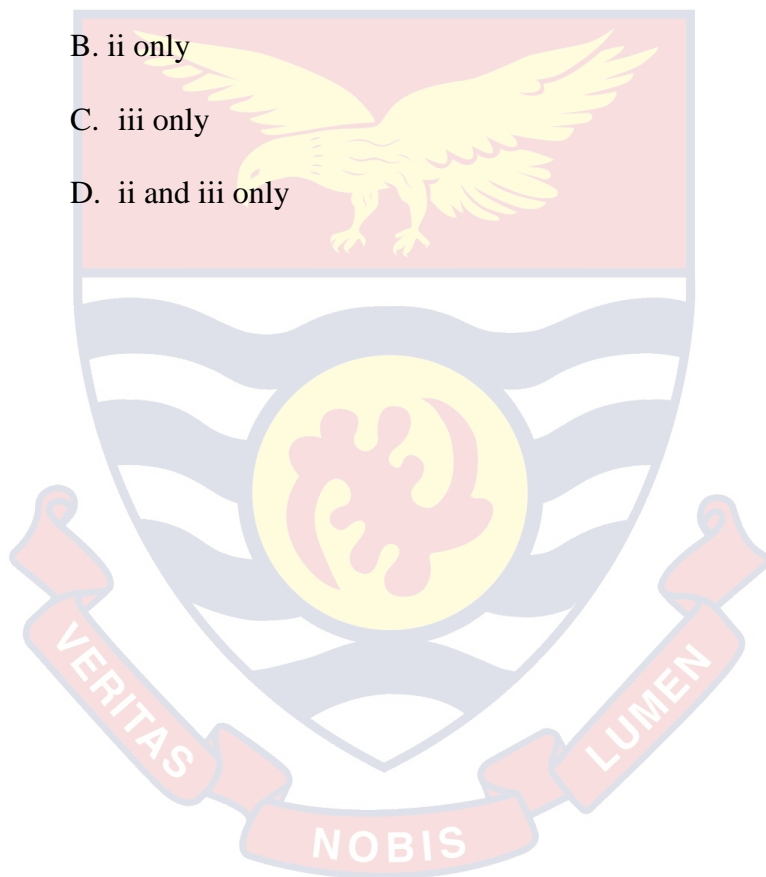 B. ii only
C. iii only
D. ii and iii only
VERITAS
NOBIS
LUMEN